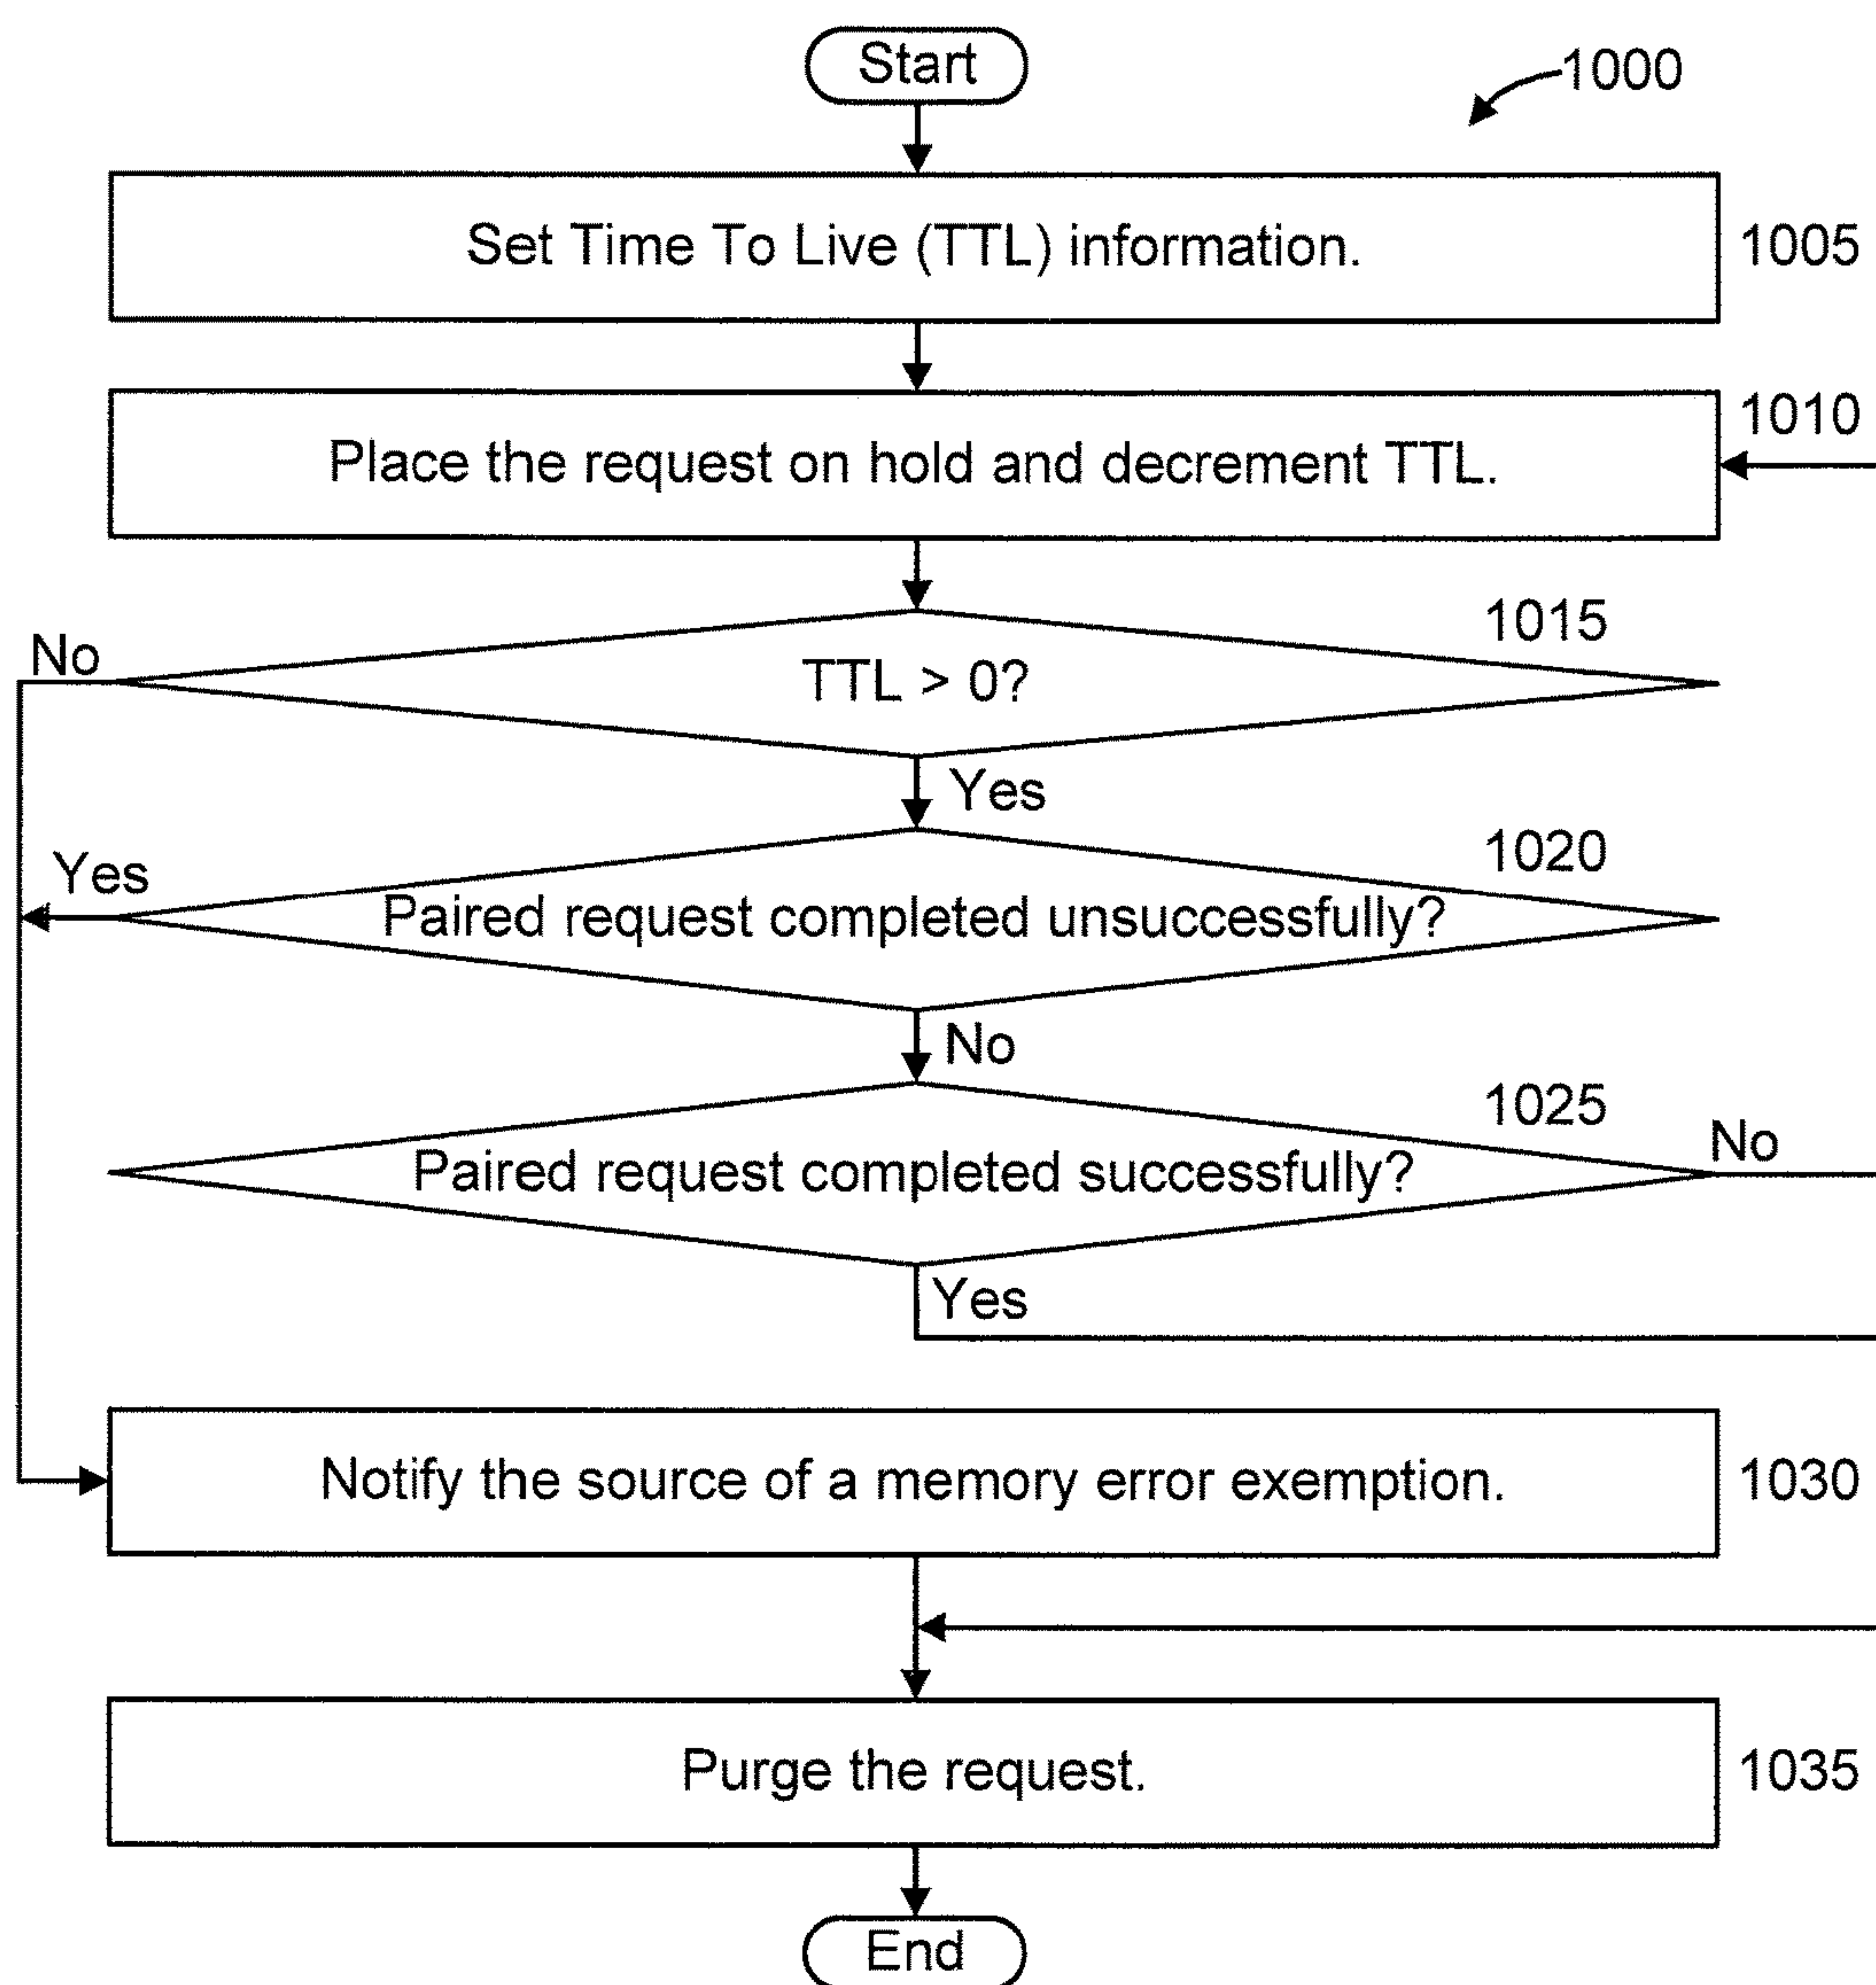 Start
1000
Set Time To Live (TTL) information.
1005
Place the request on hold and decrement TTL.
1010
TTL > 0?
1015
No
Yes
Paired request completed unsuccessfully?
1020
Yes
No
Paired request completed successfully?
1025
No
Yes
Notify the source of a memory error exemption.
1030
Purge the request.
1035
End